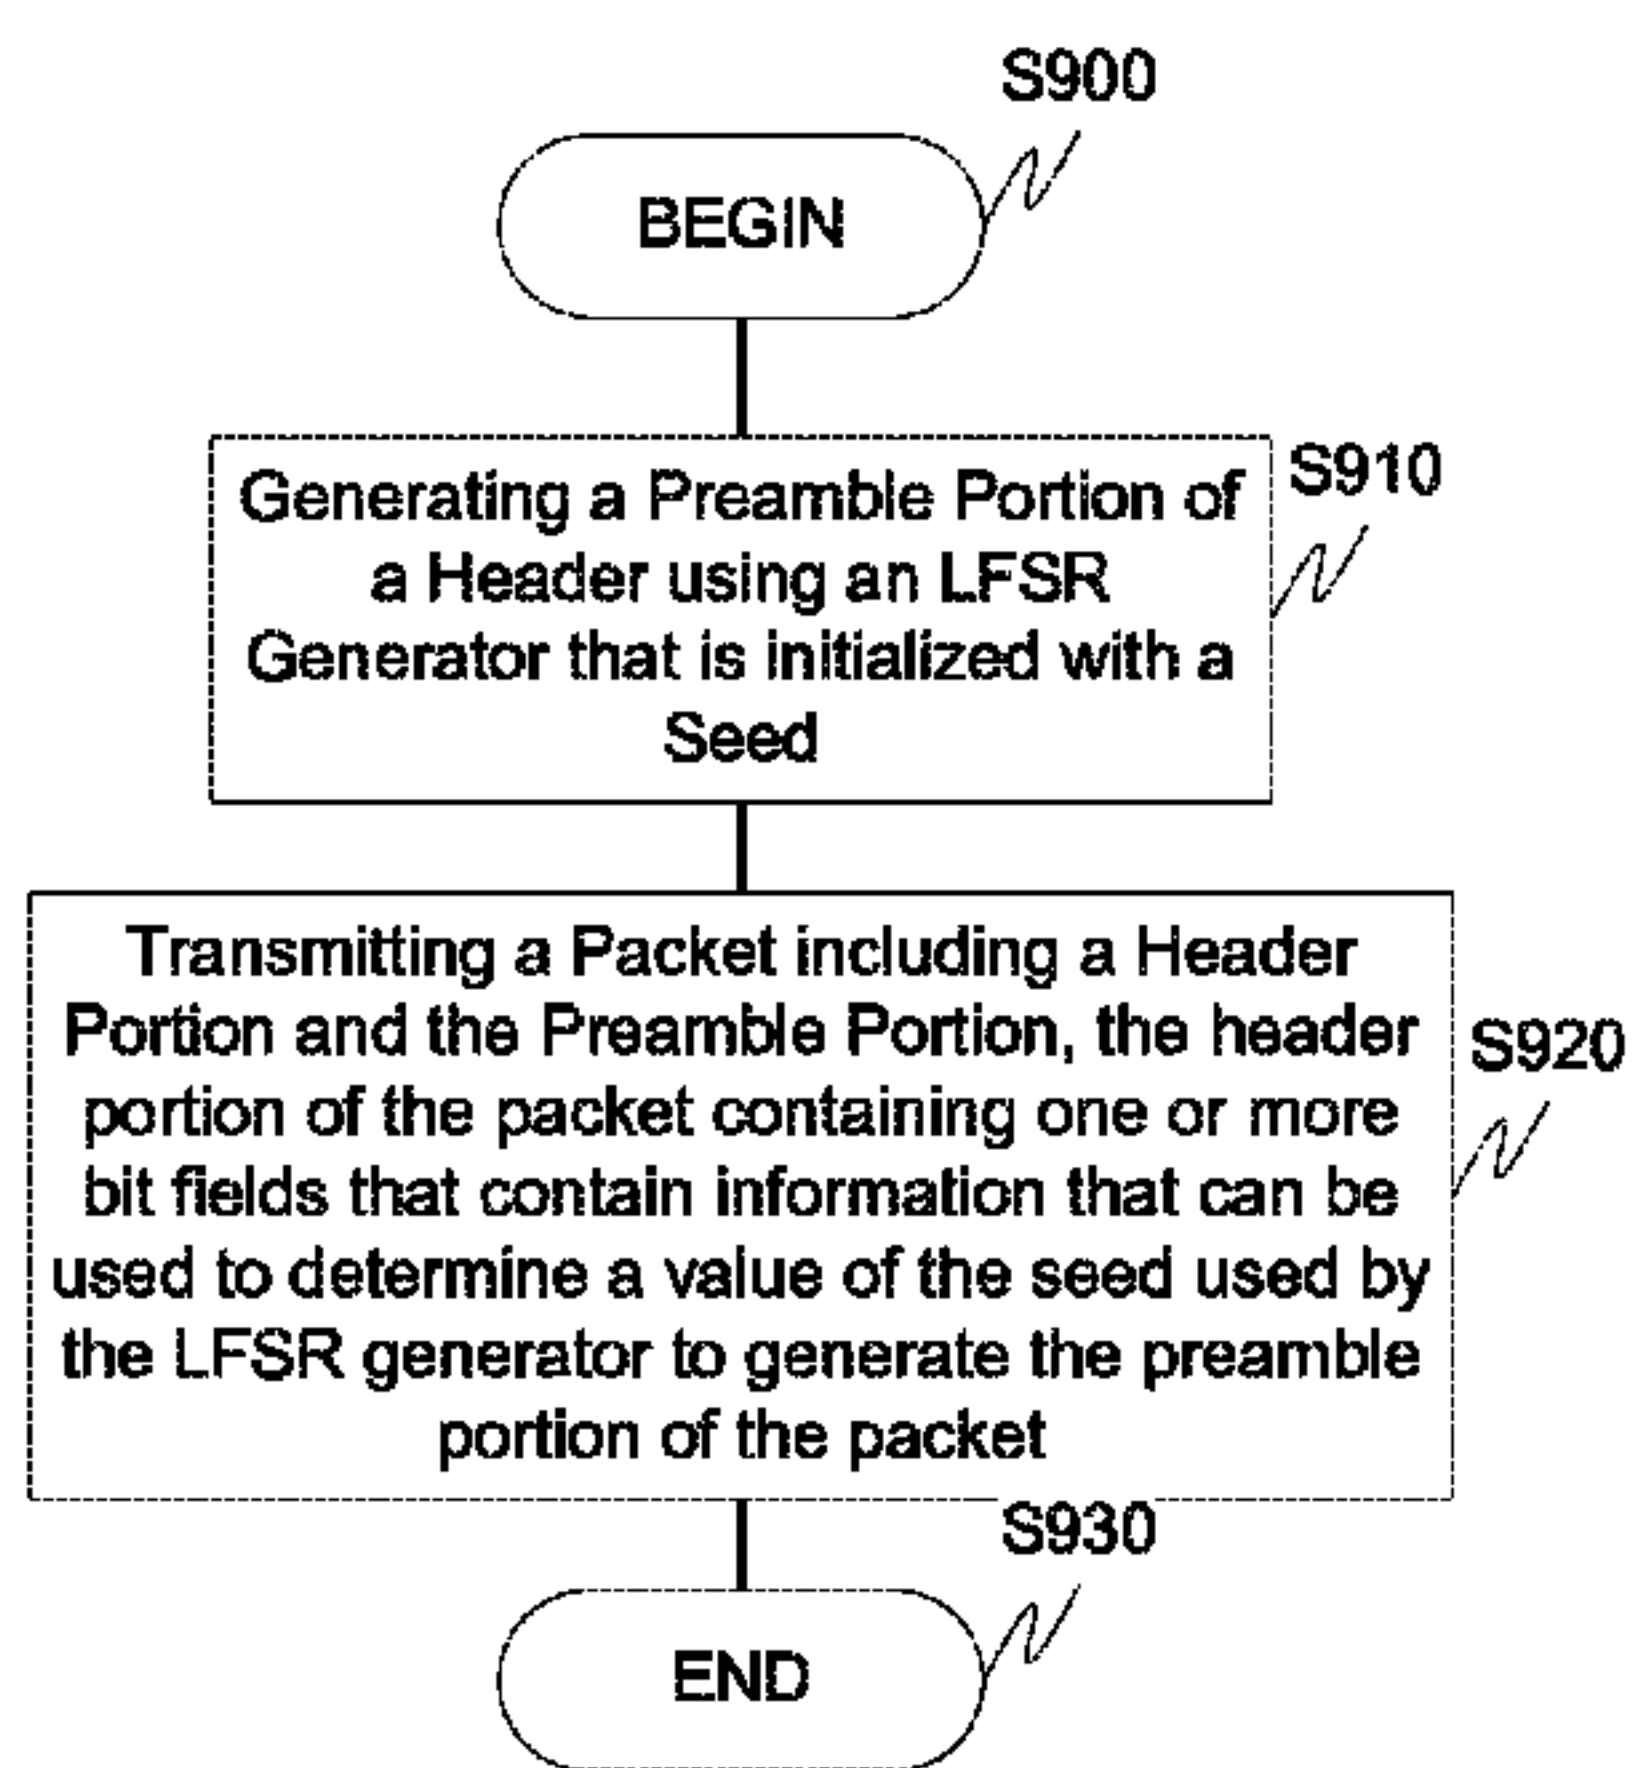 S900
BEGIN
S910
Generating a Preamble Portion of
a Header using an LFSR
Generator that is initialized with a
Seed
S920
Transmitting a Packet including a Header
Portion and the Preamble Portion, the header
portion of the packet containing one or more
bit fields that contain information that can be
used to determine a value of the seed used by
the LFSR generator to generate the preamble
portion of the packet
S930
END